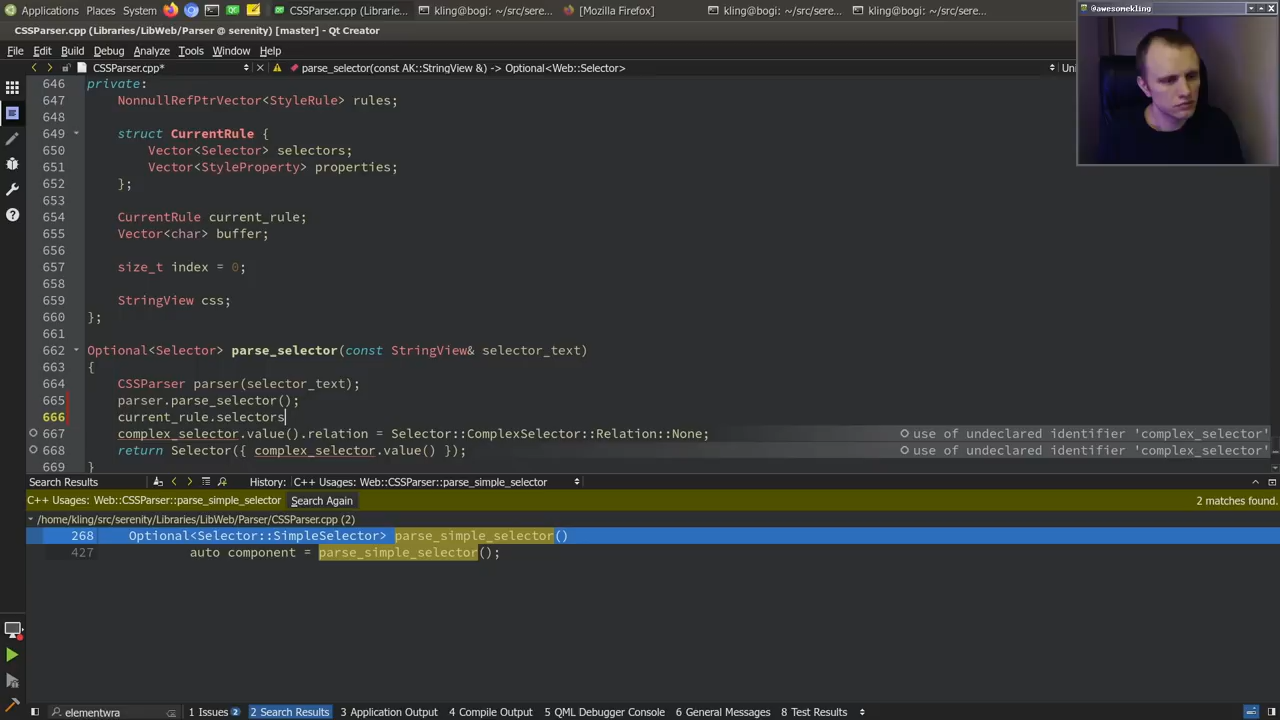 Applications Places System CSSParser.cpp (Librarie... kling@bogi: ~/src/sere... [Mozilla Firefox] kling@bogi: ~/src/sere... kling@bogi: ~/src/sere...
@awesomekling
CSSParser.cpp (Libraries/LibWeb/Parser @ serenity) [master] - Qt Creator
File Edit Build Debug Analyze Tools Window Help
CSSParser.cpp* parse_selector(const AK::StringView &) -> Optional<Web::Selector> Uni
646 private:
647 NonnullRefPtrVector<StyleRule> rules;
648
649 struct CurrentRule {
650 Vector<Selector> selectors;
651 Vector<StyleProperty> properties;
652 };
653
654 CurrentRule current_rule;
655 Vector<char> buffer;
656
657 size_t index = 0;
658
659 StringView css;
660 };
661
662 Optional<Selector> parse_selector(const StringView& selector_text)
663 {
664 CSSParser parser(selector_text);
665 parser.parse_selector();
666 current_rule.selectors
667 complex_selector.value().relation = Selector::ComplexSelector::Relation::None; use of undeclared identifier 'complex_selector'
668 return Selector({ complex_selector.value() }); use of undeclared identifier 'complex_selector'
669 }
Search Results History: C++ Usages: Web::CSSParser::parse_simple_selector
C++ Usages: Web::CSSParser::parse_simple_selector Search Again 2 matches found.
/home/kling/src/serenity/Libraries/LibWeb/Parser/CSSParser.cpp (2)
268 Optional<Selector::SimpleSelector> parse_simple_selector()
427 auto component = parse_simple_selector();
elementwra 1 Issues 2 2 Search Results 3 Application Output 4 Compile Output 5 QML Debugger Console 6 General Messages 8 Test Results